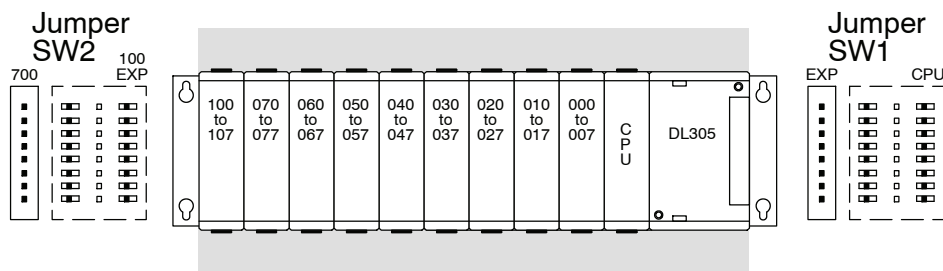 Jumper
SW2
700
100
EXP
100
to
107
070
to
077
060
to
067
050
to
057
040
to
047
030
to
037
020
to
027
010
to
017
000
to
007
C
P
U
DL305
Jumper
SW1
EXP
CPU